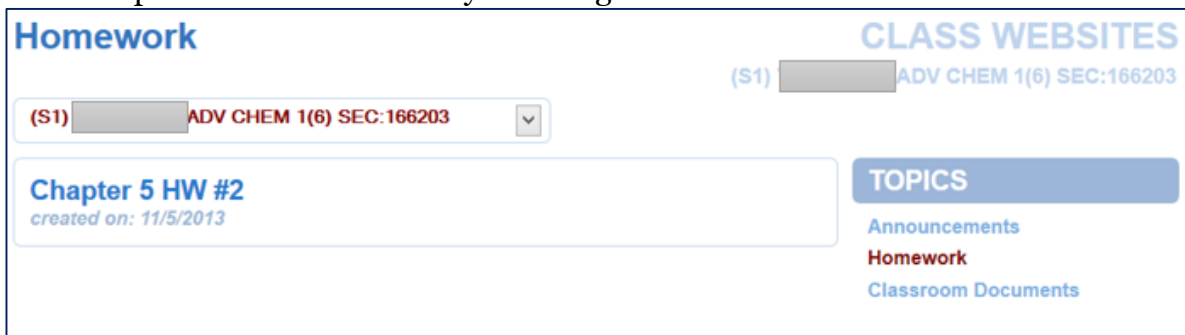 Homework
CLASS WEBSITES
(S1) ADV CHEM 1(6) SEC:166203
(S1) ADV CHEM 1(6) SEC:166203
Chapter 5 HW #2
created on: 11/5/2013
TOPICS
Announcements
Homework
Classroom Documents